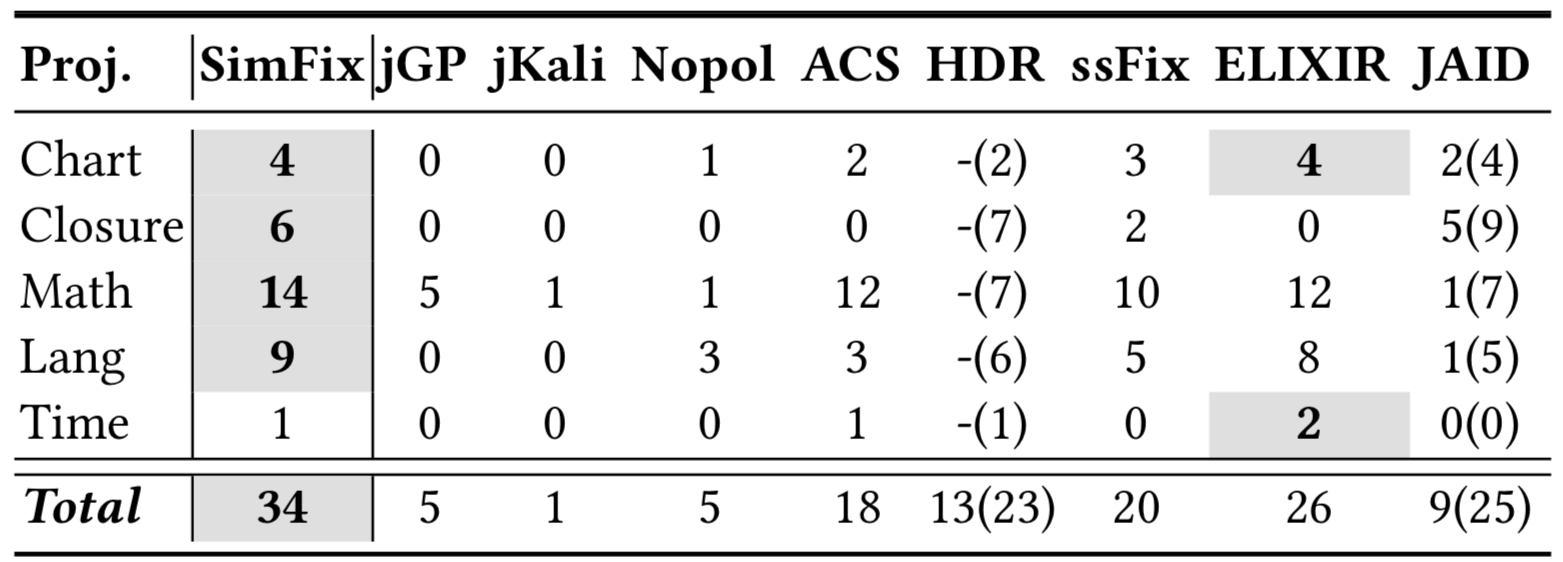 Proj. SimFix jGP jKali Nopol ACS HDR ssFix ELIXIR JAID
Chart 4 0 0 1 2 -(2) 3 4 2(4)
Closure 6 0 0 0 0 -(7) 2 0 5(9)
Math 14 5 1 1 12 -(7) 10 12 1(7)
Lang 9 0 0 3 3 -(6) 5 8 1(5)
Time 1 0 0 0 1 -(1) 0 2 0(0)
Total 34 5 1 5 18 13(23) 20 26 9(25)